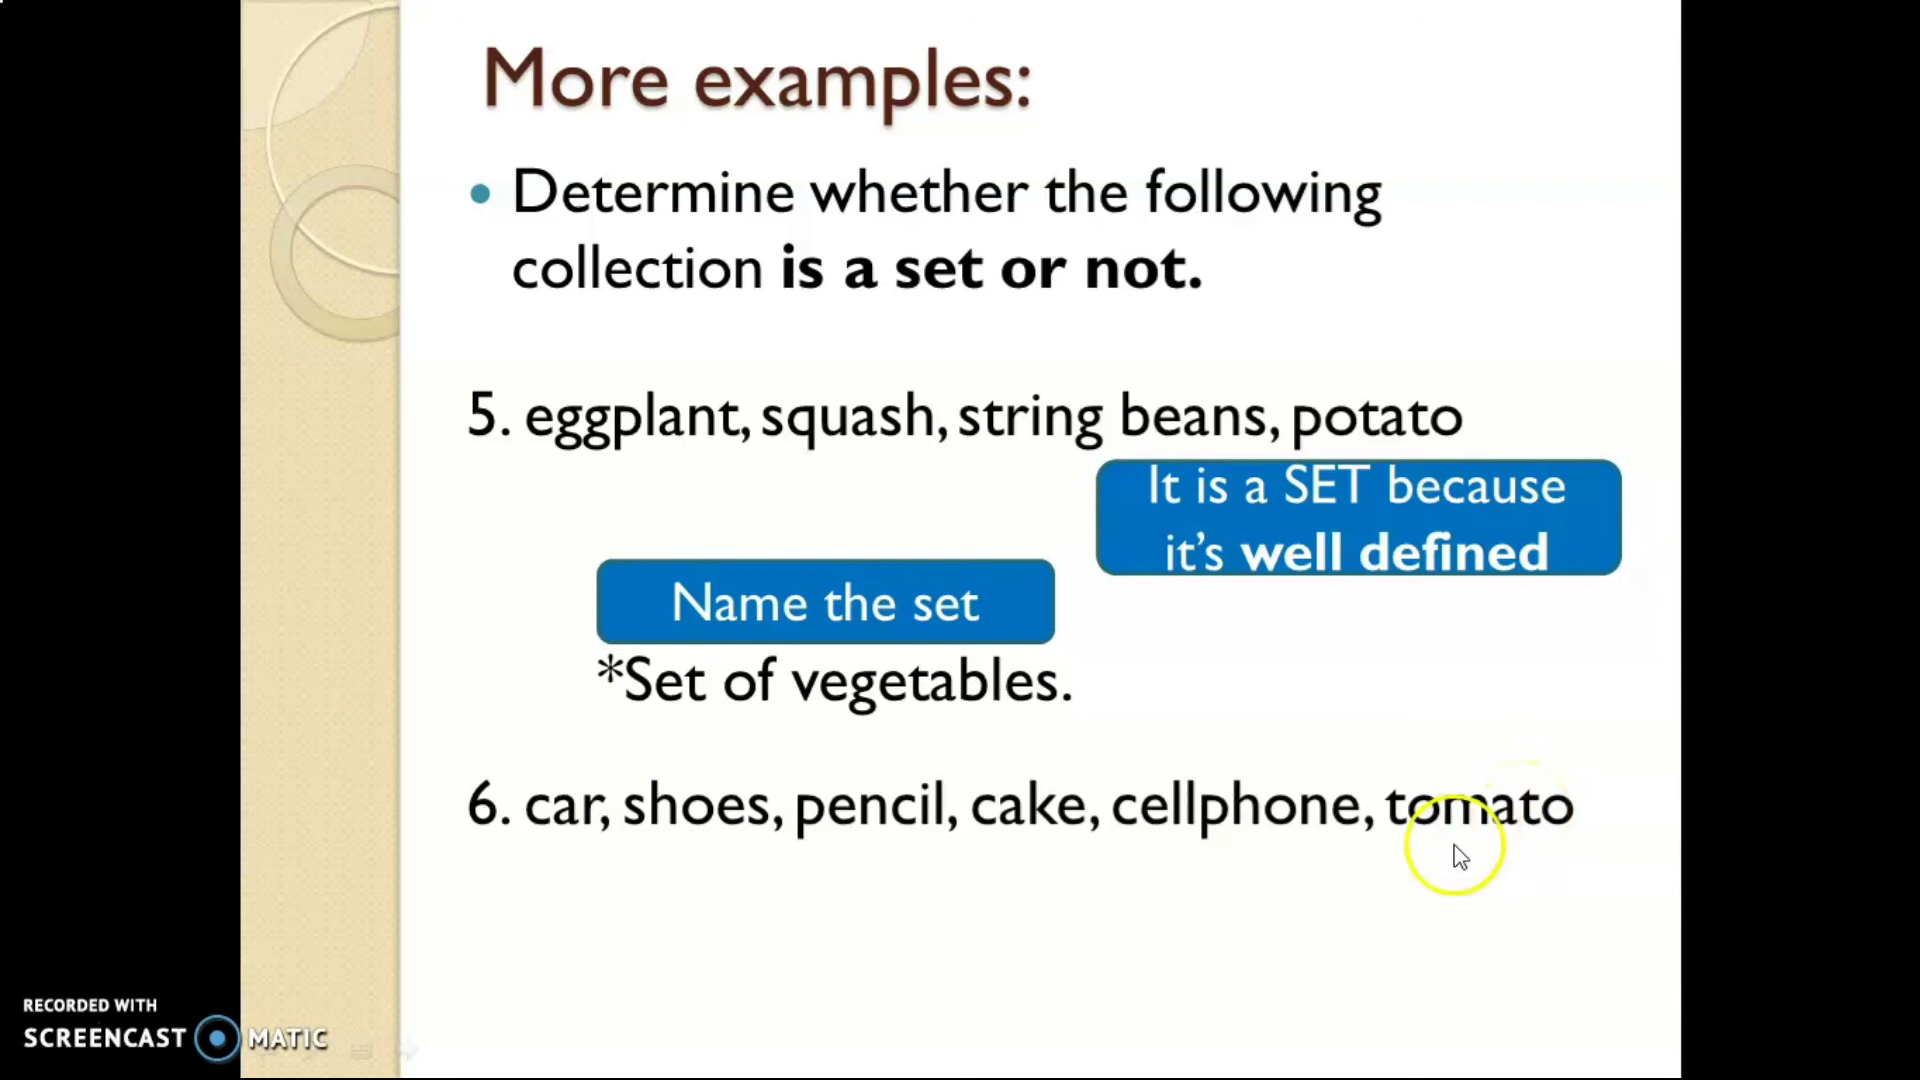 More examples:
• Determine whether the following
collection is a set or not.
5. eggplant, squash, string beans, potato
It is a SET because
it's well defined
Name the set
*Set of vegetables.
6. car, shoes, pencil, cake, cellphone, tomato
RECORDED WITH
SCREENCAST MATIC